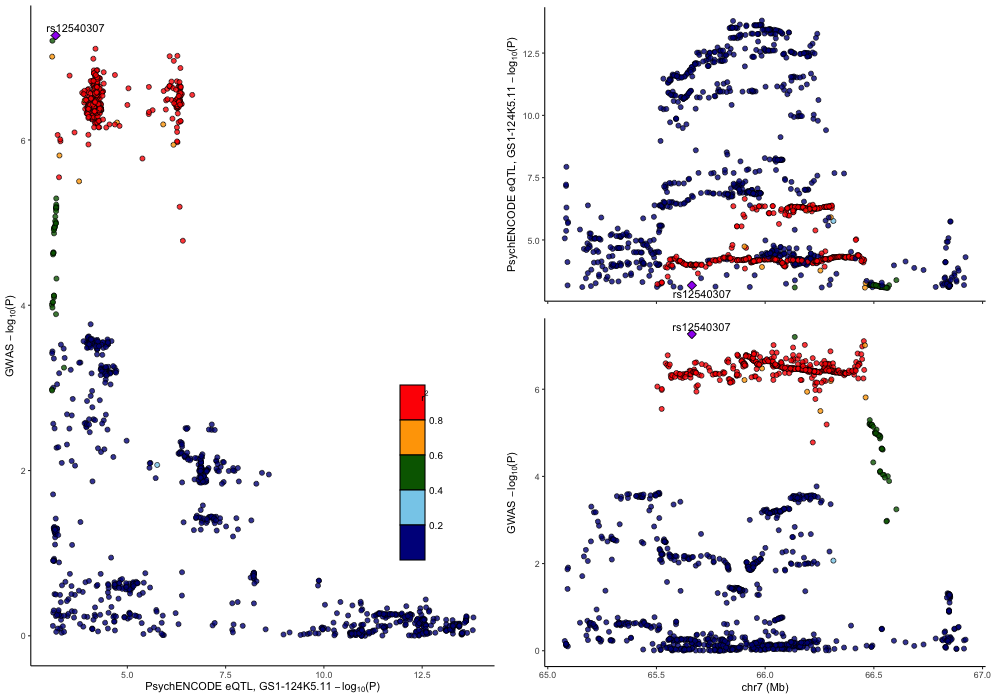 rs12540307
GWAS − log10(P)
6
4
2
0
r2
0.8
0.6
0.4
0.2
5.0
7.5
10.0
12.5
PsychENCODE eQTL, GS1-124K5.11 − log10(P)
PsychENCODE eQTL, GS1-124K5.11 − log10(P)
12.5
10.0
7.5
5.0
rs12540307
rs12540307
GWAS − log10(P)
6
4
2
0
65.0
65.5
66.0
66.5
67.0
chr7 (Mb)